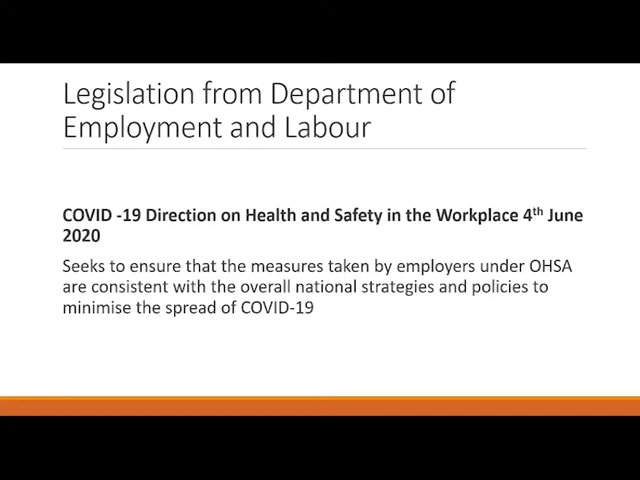 Legislation from Department of
Employment and Labour
COVID -19 Direction on Health and Safety in the Workplace 4th June
2020
Seeks to ensure that the measures taken by employers under OHSA
are consistent with the overall national strategies and policies to
minimise the spread of COVID-19